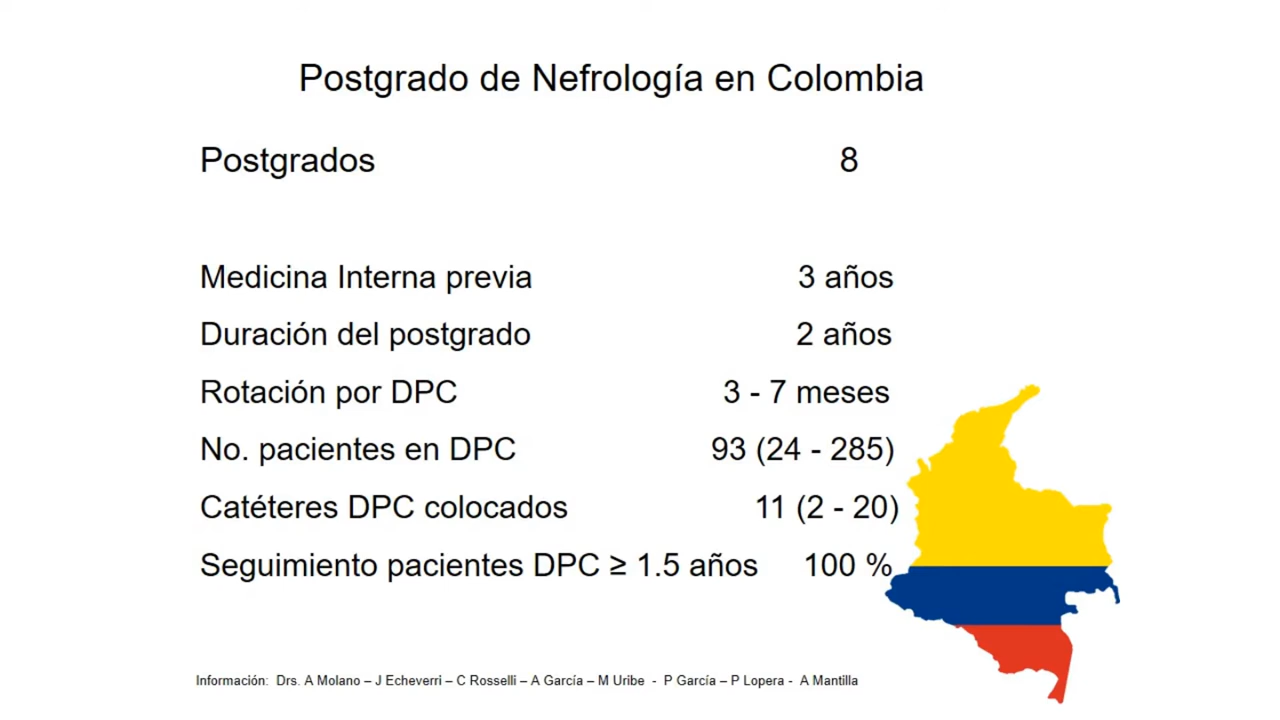 Postgrado de Nefrología en Colombia
Postgrados 8
Medicina Interna previa 3 años
Duración del postgrado 2 años
Rotación por DPC 3 - 7 meses
No. pacientes en DPC 93 (24 - 285)
Catéteres DPC colocados 11 (2 - 20)
Seguimiento pacientes DPC ≥ 1.5 años 100 %
Información: Drs. A Molano – J Echeverri – C Rosselli – A García – M Uribe - P García – P Lopera - A Mantilla